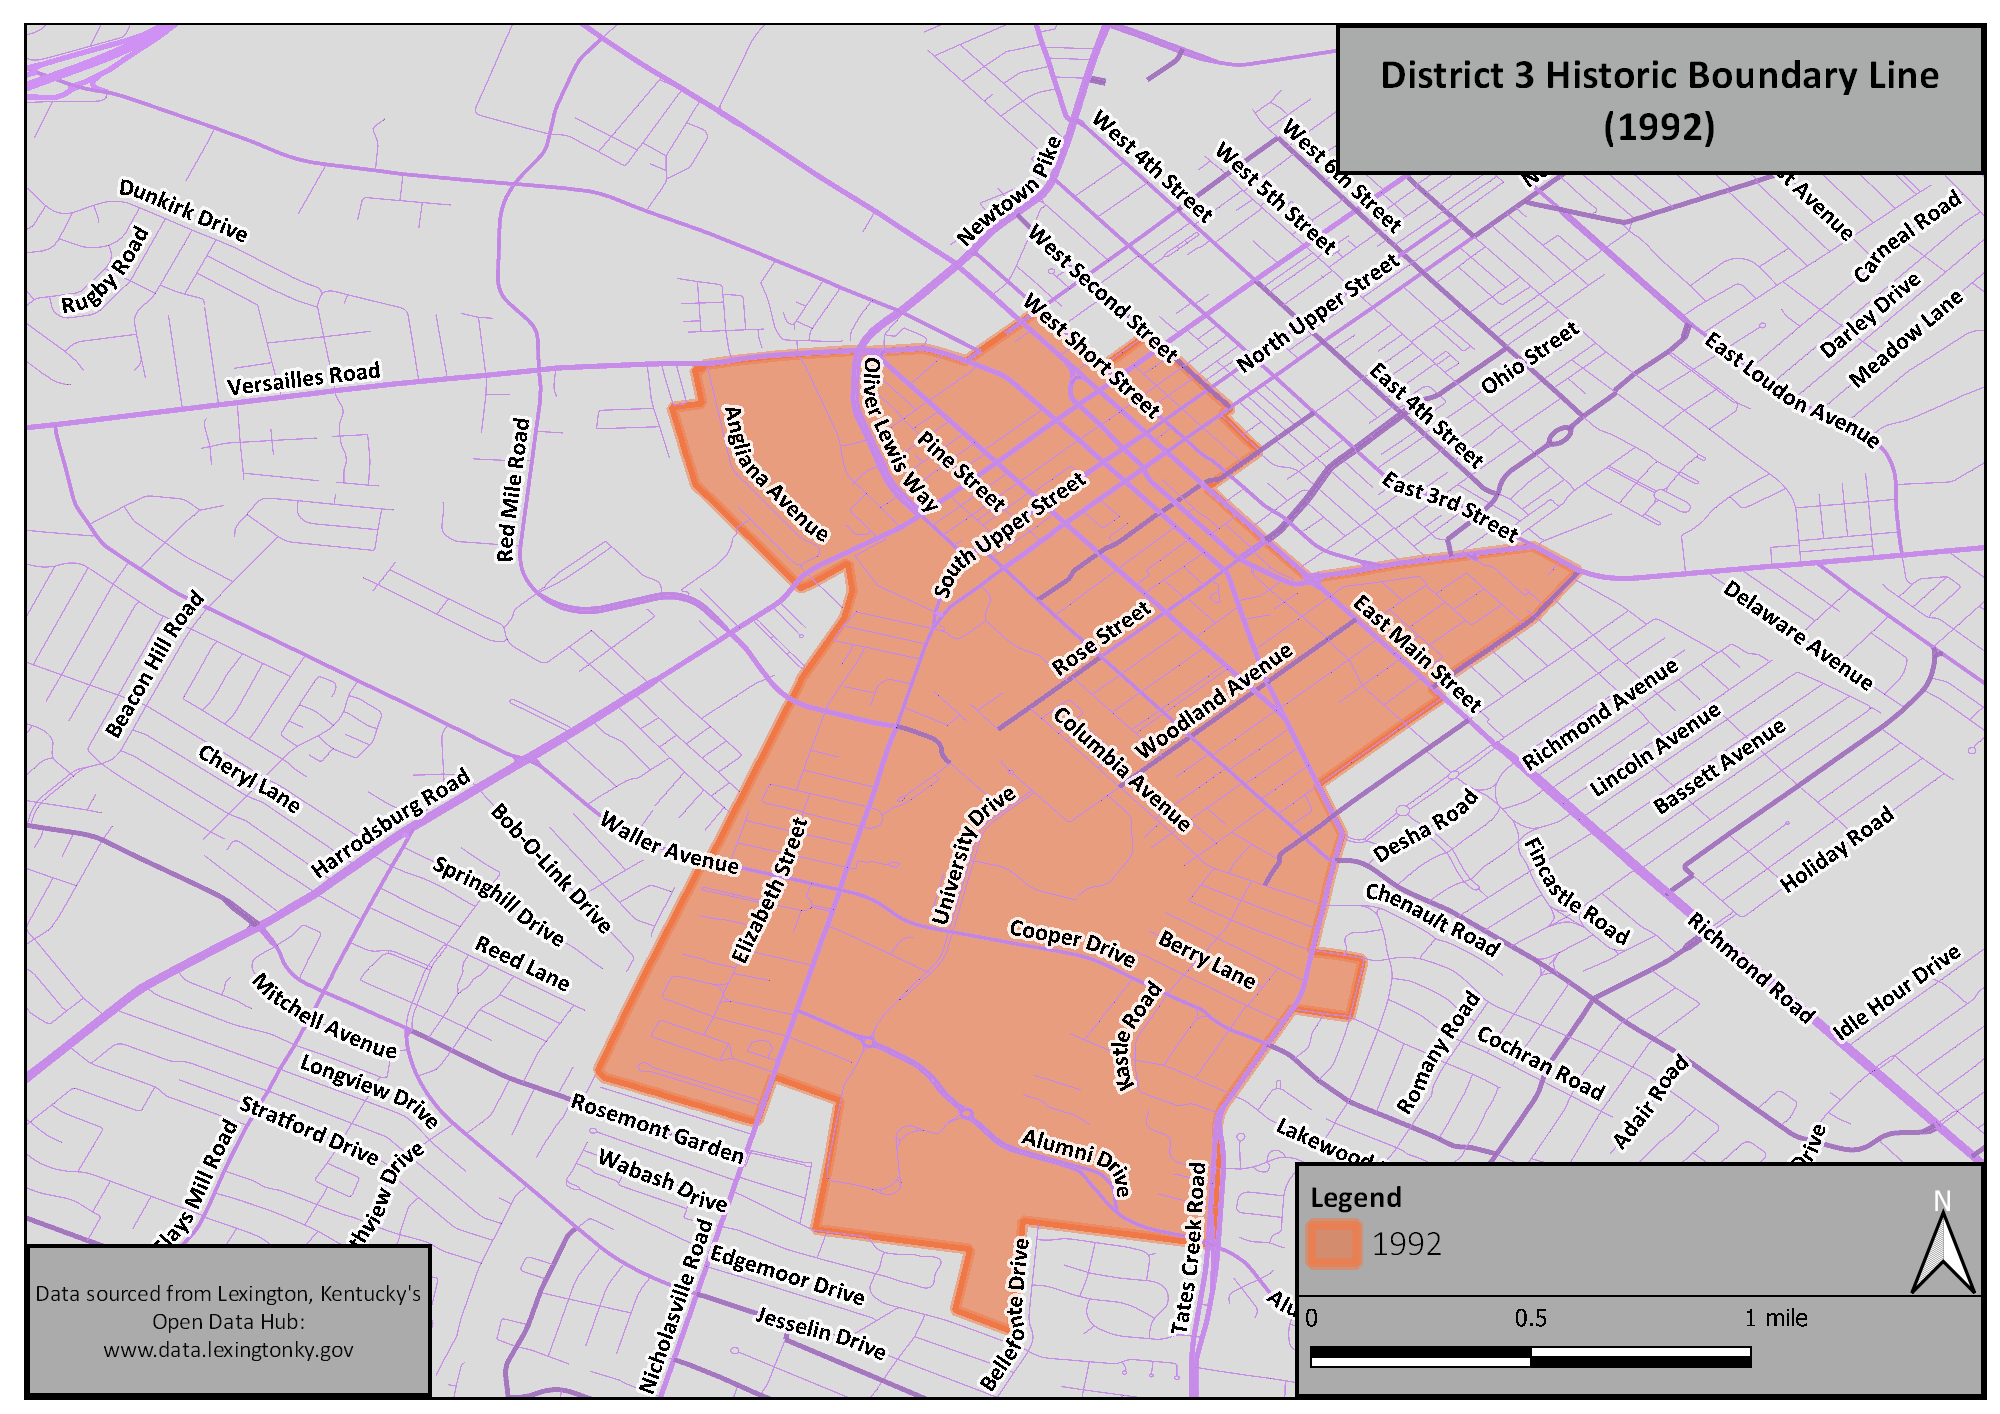 District 3 Historic Boundary Line
(1992)
West 4th Street
West 5th Street
West 6th Street
Newtown Pike
Carneal Road
Dunkirk Drive
Rugby Road
West Second Street
North Upper Street
Darley Drive
Meadow Lane
West Short Street
Ohio Street
East Loudon Avenue
Versailles Road
Oliver Lewis Way
East 4th Street
Angliana Avenue
Pine Street
Red Mile Road
South Upper Street
East 3rd Street
Beacon Hill Road
Rose Street
East Main Street
Delaware Avenue
Woodland Avenue
Richmond Avenue
Lincoln Avenue
Bassett Avenue
Columbia Avenue
Cheryl Lane
Harrodsburg Road
Bob-O-Link Drive
Waller Avenue
University Drive
Desha Road
Holiday Road
Elizabeth Street
Springhill Drive
Fincastle Road
Chenault Road
Reed Lane
Cooper Drive
Berry Lane
Richmond Road
Idle Hour Drive
Mitchell Avenue
Kastle Road
Romany Road
Cochran Road
Longview Drive
Adair Road
Stratford Drive
Rosemont Garden
Lakewood
Drive
Wabash Drive
Alumni Drive
Clays Mill Road
Tates Creek Road
Nicholasville Road
Edgemoor Drive
Bellefonte Drive
Jesselin Drive
Legend
1992
N
0 0.5 1 mile
Data sourced from Lexington, Kentucky's
Open Data Hub:
www.data.lexingtonky.gov